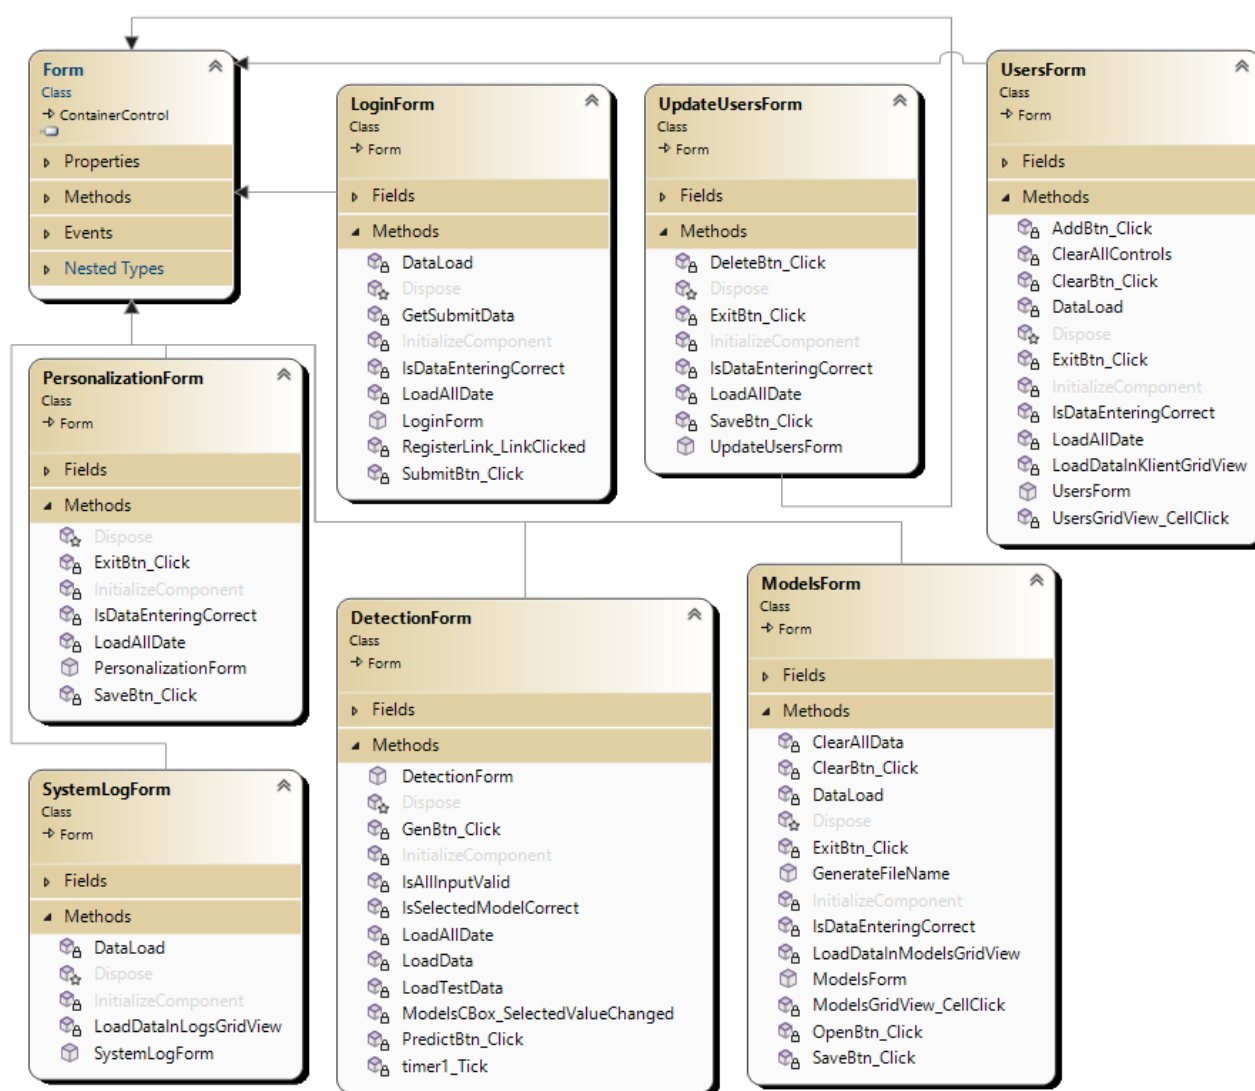 Form
Class
ContainerControl
Properties
Methods
Events
Nested Types
LoginForm
Class
Form
Fields
Methods
DataLoad
Dispose
GetSubmitData
InitializeComponent
IsDataEnteringCorrect
LoadAllDate
LoginForm
RegisterLink_LinkClicked
SubmitBtn_Click
UpdateUsersForm
Class
Form
Fields
Methods
DeleteBtn_Click
Dispose
ExitBtn_Click
InitializeComponent
IsDataEnteringCorrect
LoadAllDate
SaveBtn_Click
UpdateUsersForm
UsersForm
Class
Form
Fields
Methods
AddBtn_Click
ClearAllControls
ClearBtn_Click
DataLoad
Dispose
ExitBtn_Click
InitializeComponent
IsDataEnteringCorrect
LoadAllDate
LoadDataInKlientGridView
UsersForm
UsersGridView_CellClick
PersonalizationForm
Class
Form
Fields
Methods
Dispose
ExitBtn_Click
InitializeComponent
IsDataEnteringCorrect
LoadAllDate
PersonalizationForm
SaveBtn_Click
SystemLogForm
Class
Form
Fields
Methods
DataLoad
Dispose
InitializeComponent
LoadDataInLogsGridView
SystemLogForm
DetectionForm
Class
Form
Fields
Methods
DetectionForm
Dispose
GenBtn_Click
InitializeComponent
IsAllInputValid
IsSelectedModelCorrect
LoadAllDate
LoadData
LoadTestData
ModelsCBox_SelectedValueChanged
PredictBtn_Click
timer1_Tick
ModelsForm
Class
Form
Fields
Methods
ClearAllData
ClearBtn_Click
DataLoad
Dispose
ExitBtn_Click
GenerateFileName
InitializeComponent
IsDataEnteringCorrect
LoadDataInModelsGridView
ModelsForm
ModelsGridView_CellClick
OpenBtn_Click
SaveBtn_Click